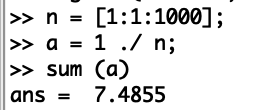 >> n = [1:1:1000];
>> a = 1 ./ n;
>> sum (a)
ans =  7.4855